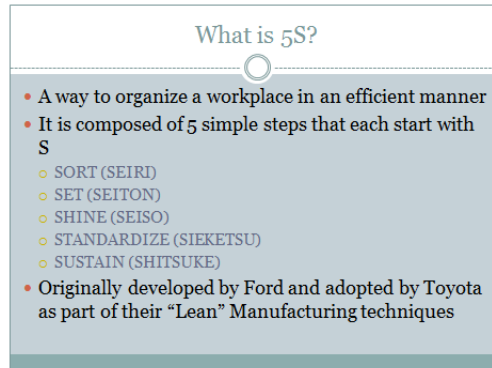 What is 5S?
• A way to organize a workplace in an efficient manner
• It is composed of 5 simple steps that each start with
S
○ SORT (SEIRI)
○ SET (SEITON)
○ SHINE (SEISO)
○ STANDARDIZE (SIEKETSU)
○ SUSTAIN (SHITSUKE)
• Originally developed by Ford and adopted by Toyota
as part of their “Lean” Manufacturing techniques